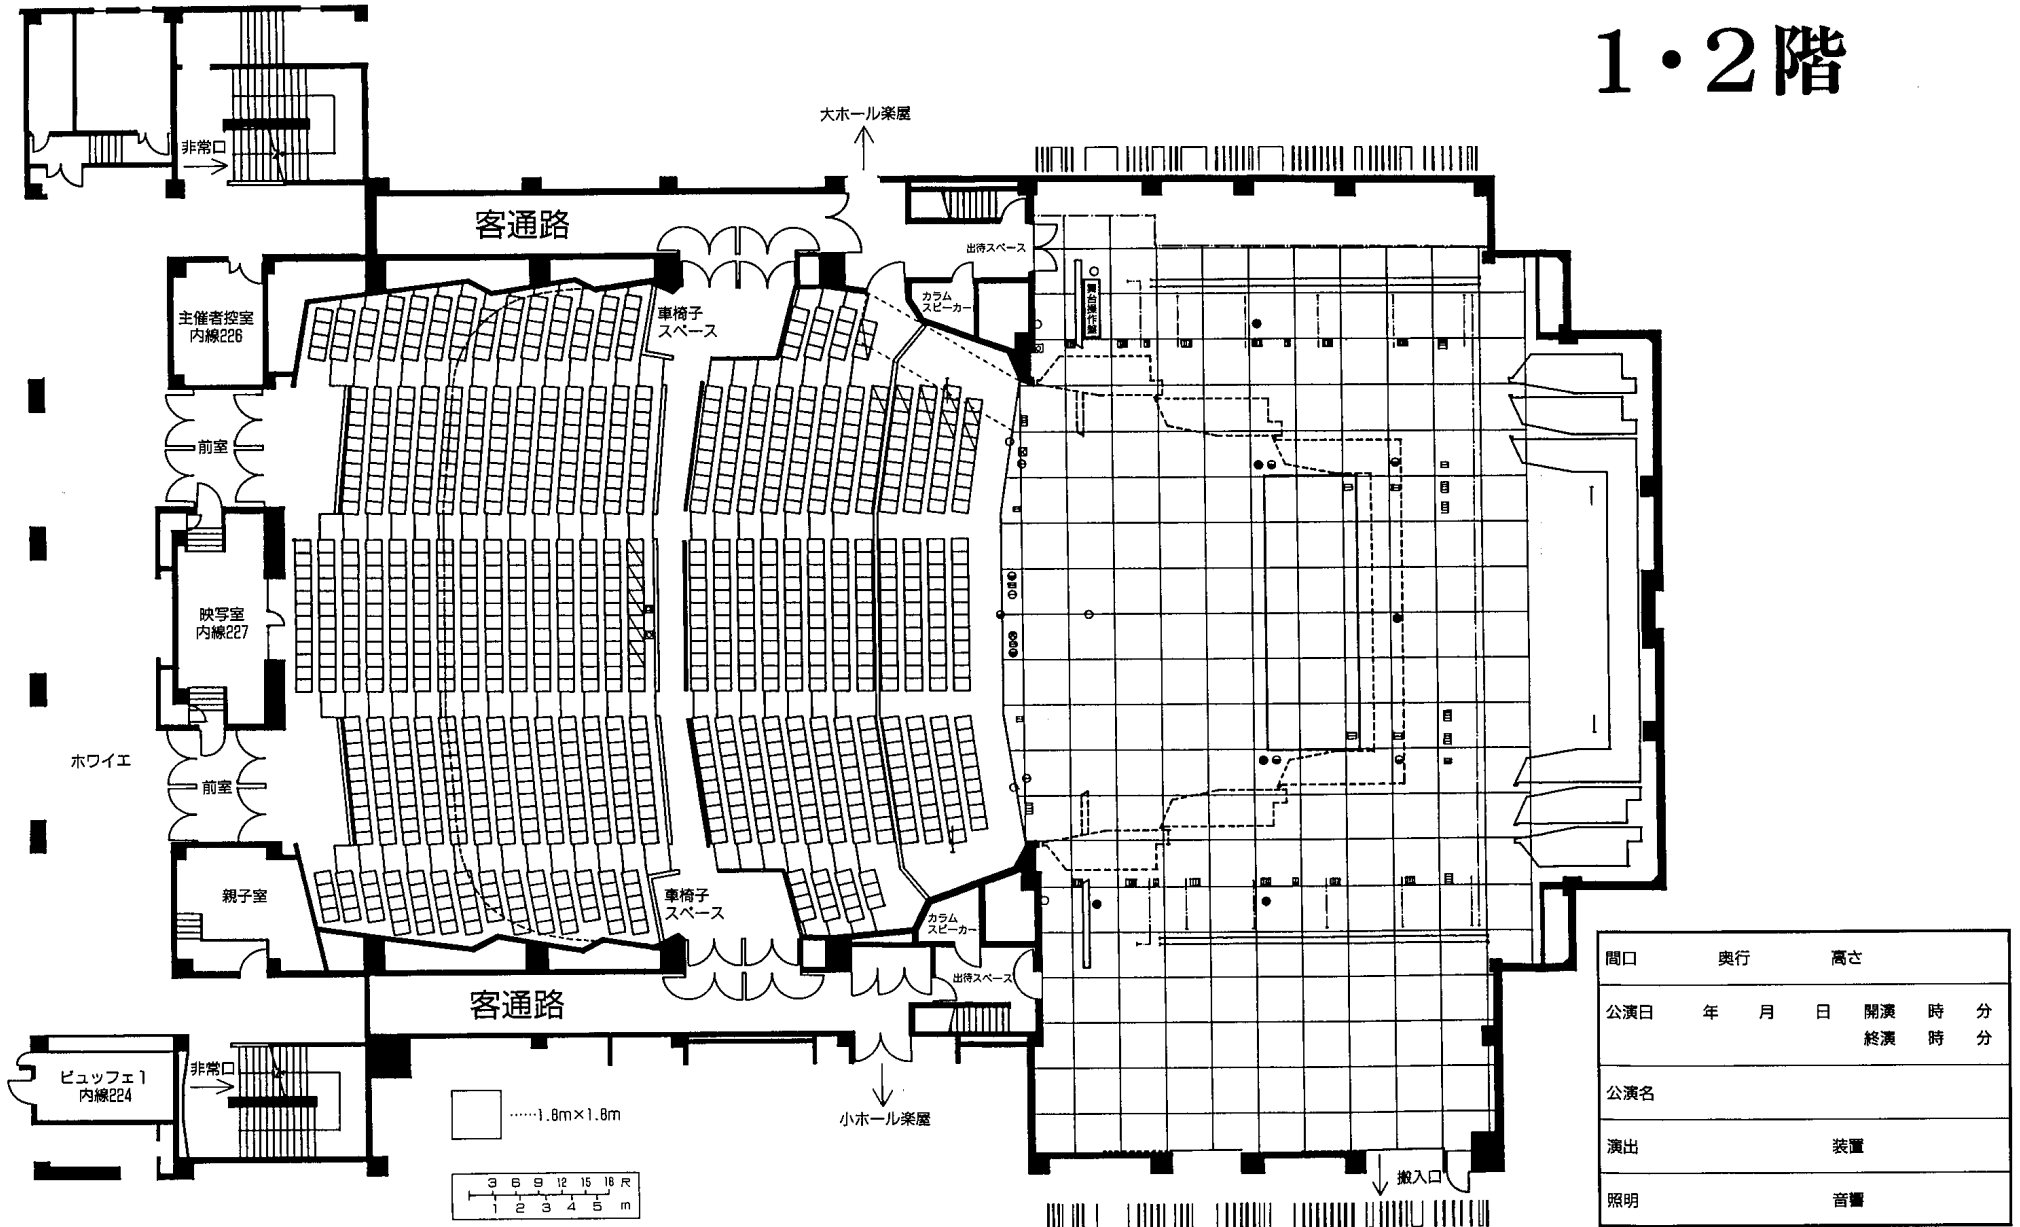 1・2階
大ホール楽屋
非常口
客通路
出待スペース
カラム
スピーカー
舞台操作盤
主催者控室
内線226
車椅子
スペース
前室
映写室
内線227
ホワイエ
前室
親子室
車椅子
スペース
カラム
スピーカー
出待スペース
客通路
非常口
ビュッフェ1
内線224
……1.8m×1.8m
小ホール楽屋
搬入口
3 6 9 12 15 18 R
1 2 3 4 5 m
間口 奥行 高さ
公演日 年 月 日 開演 時 分
終演 時 分
公演名
演出 装置
照明 音響